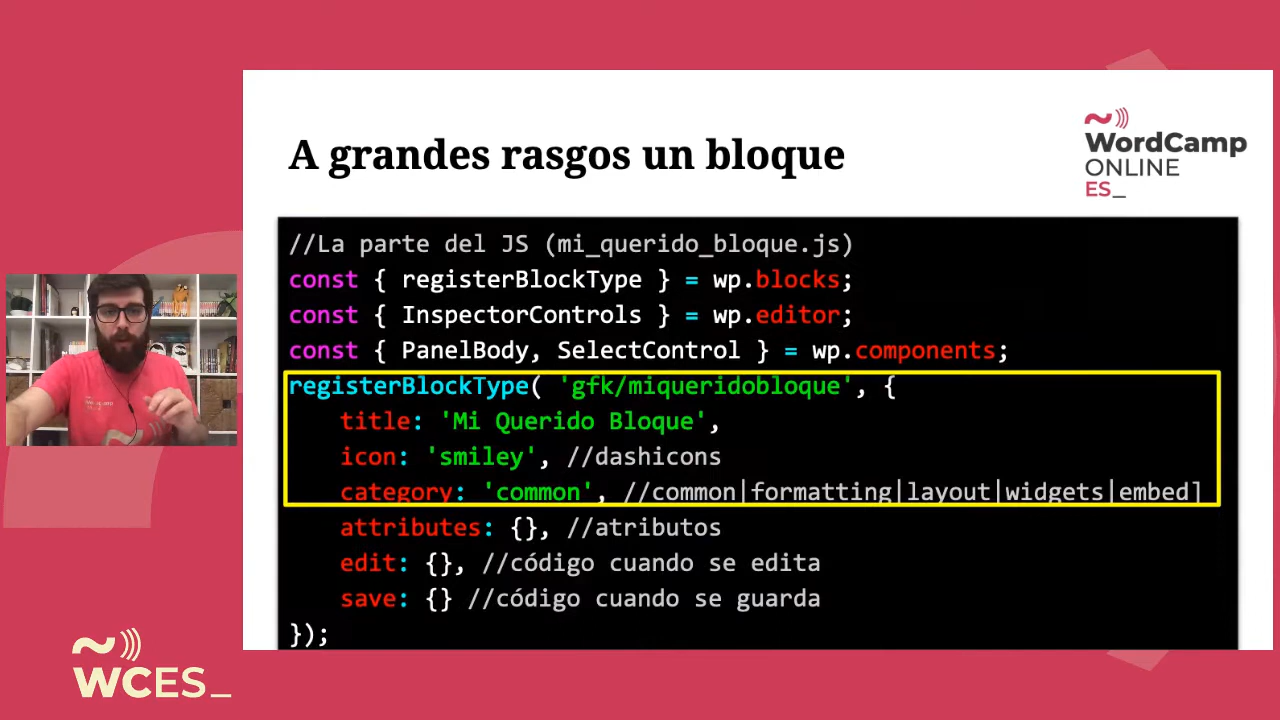 A grandes rasgos un bloque
WordCamp
ONLINE
ES_
//La parte del JS (mi_querido_bloque.js)
const { registerBlockType } = wp.blocks;
const { InspectorControls } = wp.editor;
const { PanelBody, SelectControl } = wp.components;
registerBlockType( 'gfk/miqueridobloque', {
title: 'Mi Querido Bloque',
icon: 'smiley', //dashicons
category: 'common', //common|formatting|layout|widgets|embed]
attributes: {}, //atributos
edit: {}, //código cuando se edita
save: {} //código cuando se guarda
});
WCES_